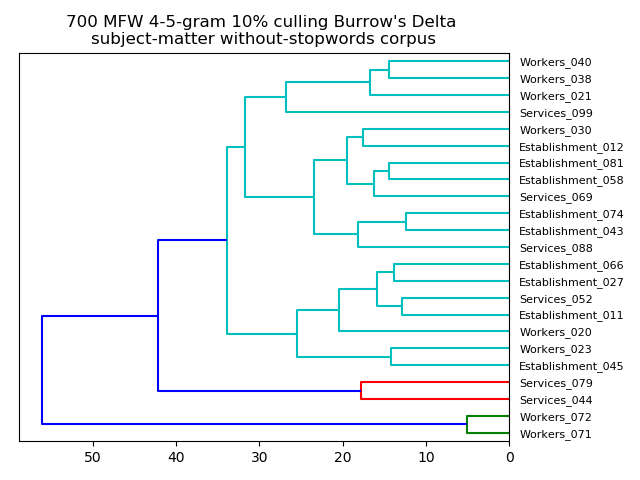 700 MFW 4-5-gram 10% culling Burrow's Delta
subject-matter without-stopwords corpus
Workers_040
Workers_038
Workers_021
Services_099
Workers_030
Establishment_012
Establishment_081
Establishment_058
Services_069
Establishment_074
Establishment_043
Services_088
Establishment_066
Establishment_027
Services_052
Establishment_011
Workers_020
Workers_023
Establishment_045
Services_079
Services_044
Workers_072
Workers_071
50 40 30 20 10 0